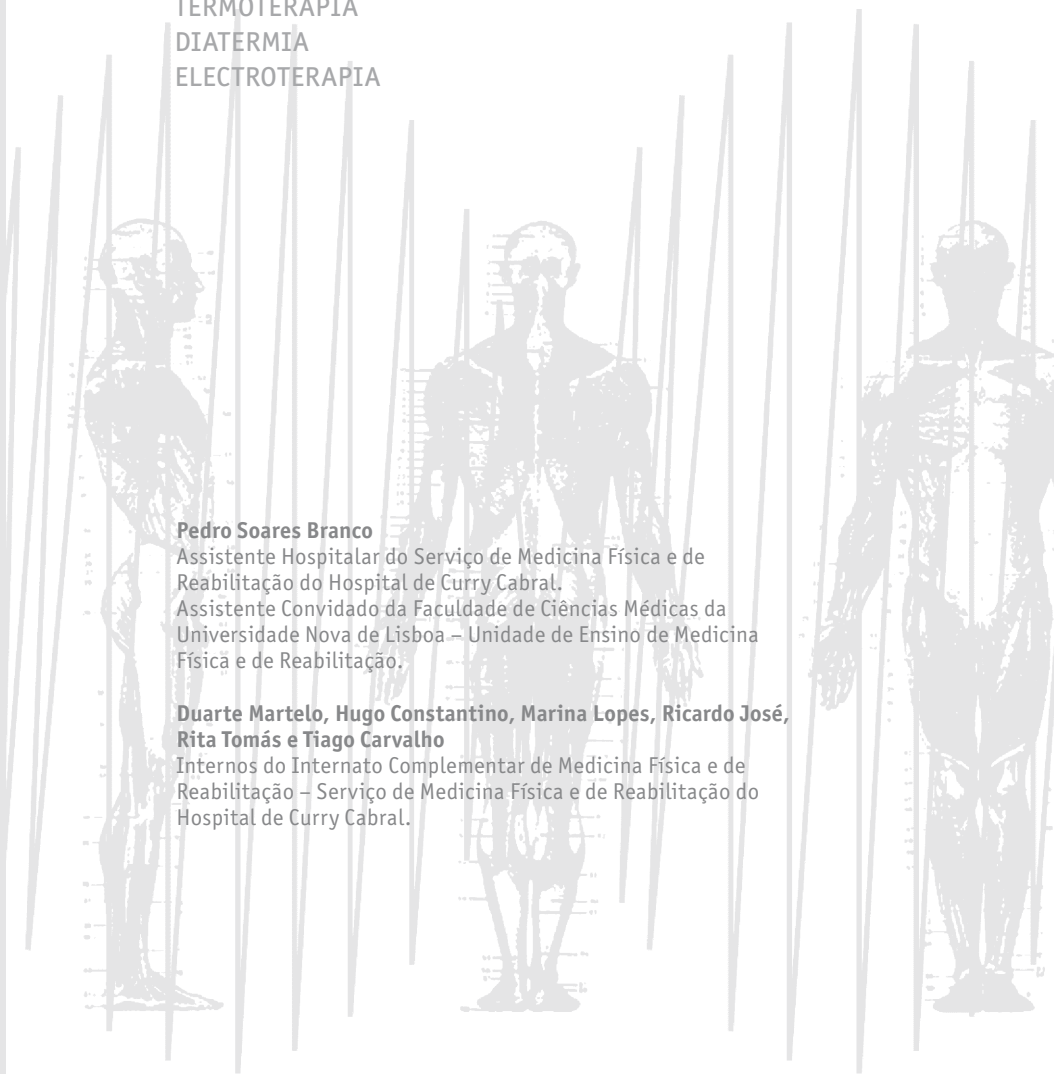 TERMOTERAPIA
DIATERMIA
ELECTROTERAPIA
Pedro Soares Branco
Assistente Hospitalar do Serviço de Medicina Física e de
Reabilitação do Hospital de Curry Cabral.
Assistente Convidado da Faculdade de Ciências Médicas da
Universidade Nova de Lisboa – Unidade de Ensino de Medicina
Física e de Reabilitação.
Duarte Martelo, Hugo Constantino, Marina Lopes, Ricardo José,
Rita Tomás e Tiago Carvalho
Internos do Internato Complementar de Medicina Física e de
Reabilitação – Serviço de Medicina Física e de Reabilitação do
Hospital de Curry Cabral.